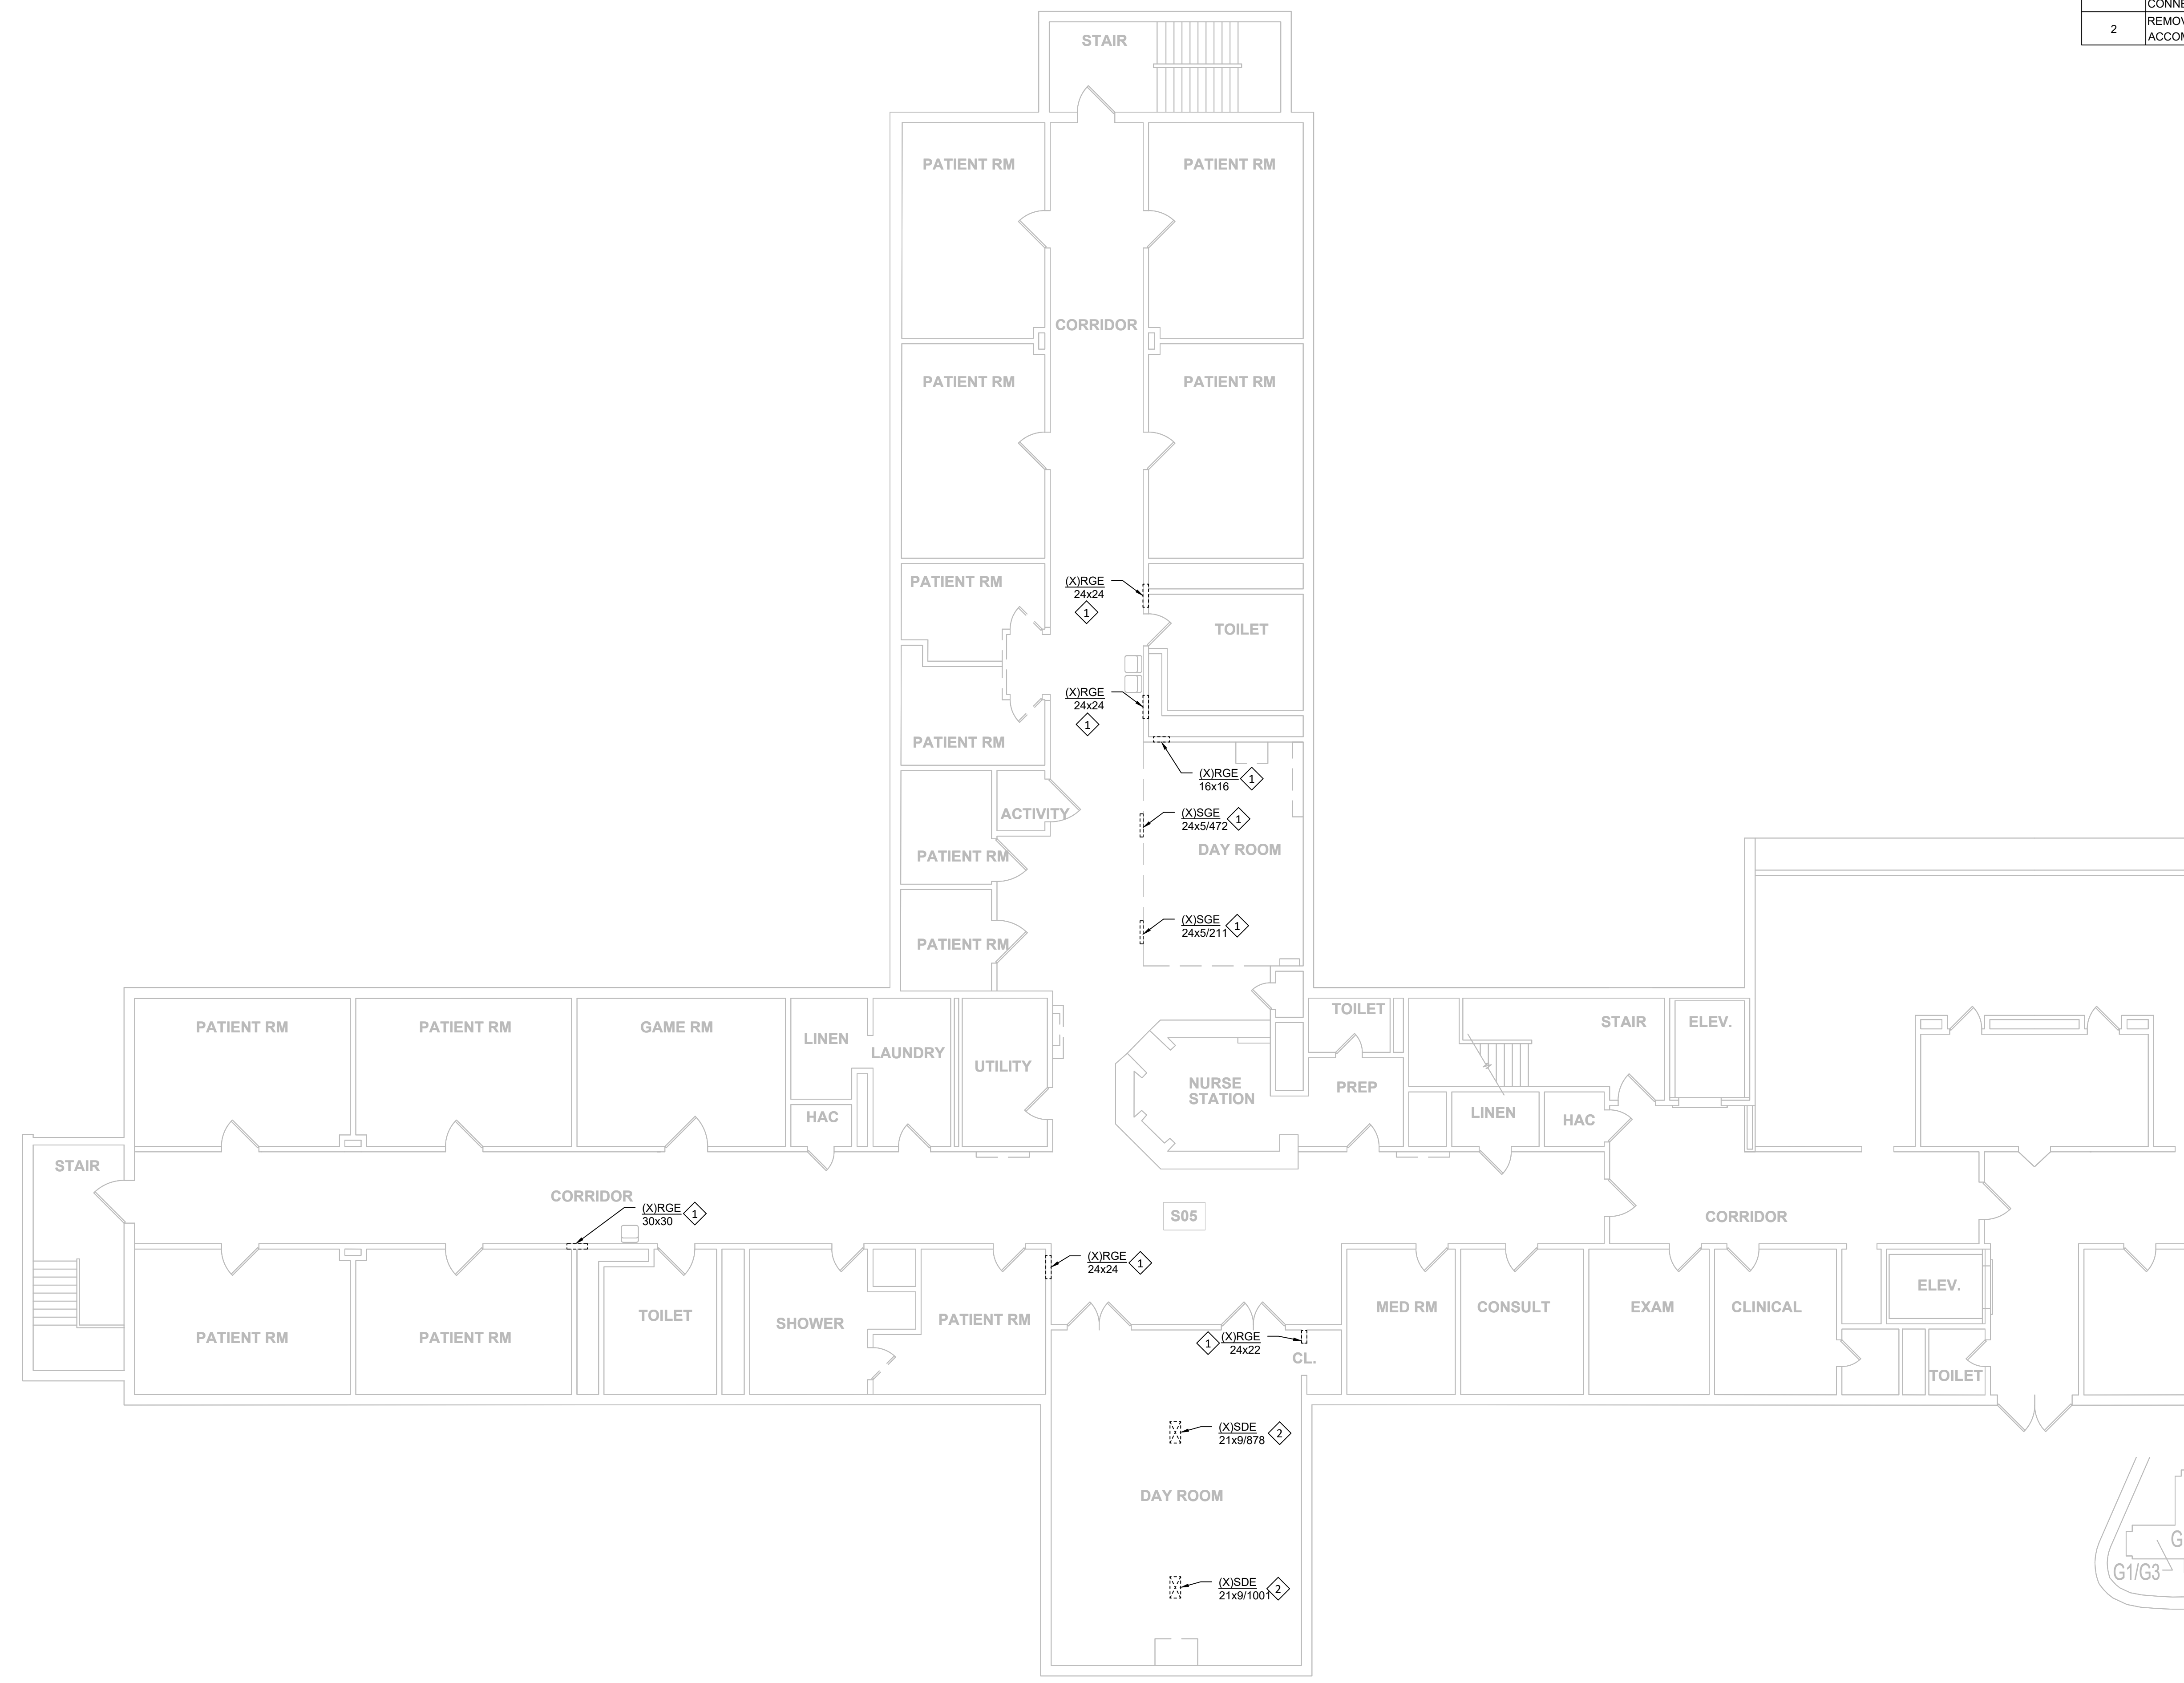 CONNE
2
REMOV
ACCOM
STAIR
PATIENT RM
PATIENT RM
CORRIDOR
PATIENT RM
PATIENT RM
PATIENT RM
(X)RGE
24x24
1
TOILET
(X)RGE
24x24
1
PATIENT RM
(X)RGE
16x16
1
ACTIVITY
(X)SGE
24x5/472
1
DAY ROOM
PATIENT RM
(X)SGE
24x5/211
1
PATIENT RM
PATIENT RM
PATIENT RM
GAME RM
LINEN
LAUNDRY
UTILITY
HAC
NURSE
STATION
TOILET
PREP
STAIR
ELEV.
LINEN
HAC
STAIR
CORRIDOR
(X)RGE
30x30
1
S05
CORRIDOR
(X)RGE
24x24
1
PATIENT RM
PATIENT RM
TOILET
SHOWER
PATIENT RM
1
(X)RGE
24x22
CL.
MED RM
CONSULT
EXAM
CLINICAL
ELEV.
TOILET
(X)SDE
21x9/878
2
DAY ROOM
(X)SDE
21x9/1001
2
G
G1/G3